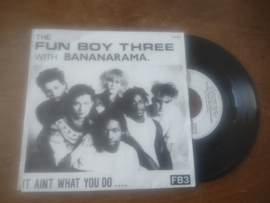 THE
FUN BOY THREE
WITH BANANARAMA.
IT AINT WHAT YOU DO ....
FB3